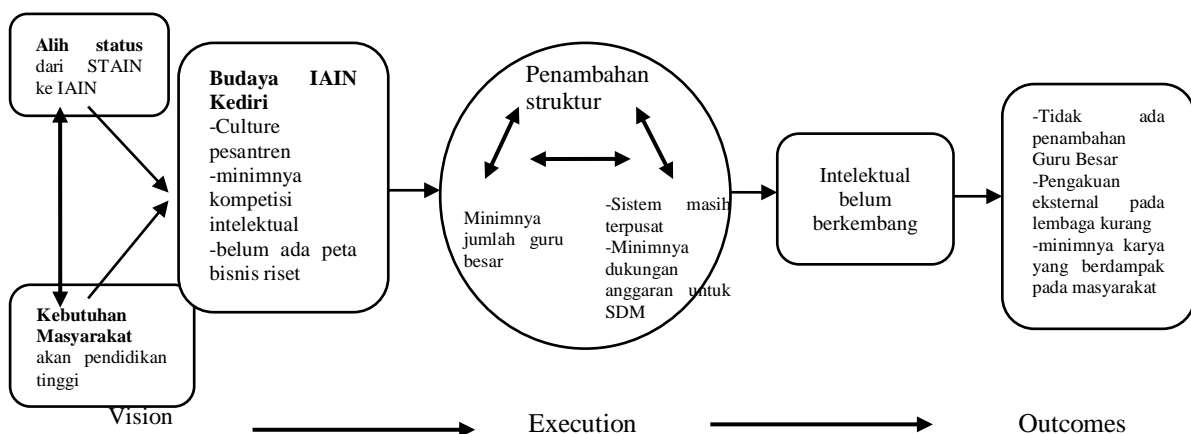 Alih status
dari STAIN
ke IAIN
Kebutuhan
Masyarakat
akan pendidikan
tinggi
Budaya IAIN
Kediri
-Culture
pesantren
-minimnya
kompetisi
intelektual
-belum ada peta
bisnis riset
Penambahan
struktur
Minimnya
jumlah guru
besar
-Sistem masih
terpusat
-Minimnya
dukungan
anggaran untuk
SDM
Intelektual
belum
berkembang
-Tidak ada
penambahan
Guru Besar
-Pengakuan
eksternal pada
lembaga kurang
-minimnya karya
yang berdampak
pada masyarakat
Vision
Execution
Outcomes